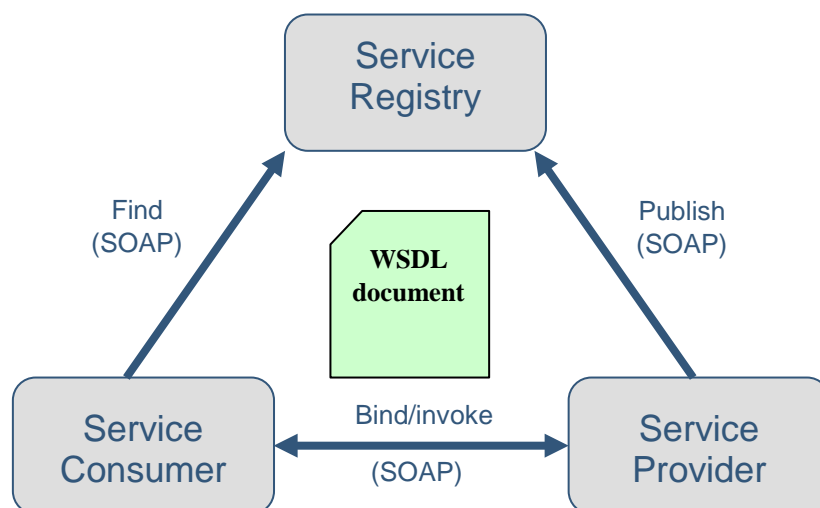 Service
Registry
Find
(SOAP)
Publish
(SOAP)
WSDL
document
Service
Consumer
Bind/invoke
(SOAP)
Service
Provider